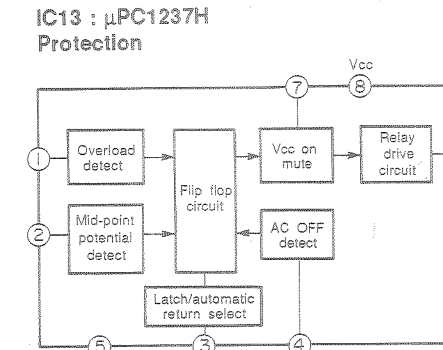 IC13 : μPC1237H
Protection
Vcc
7
8
1
Overload
detect
Flip flop
circuit
Vcc on
mute
Relay
drive
circuit
2
Mid-point
potential
detect
AC OFF
detect
Latch/automatic
return select
5
3
4